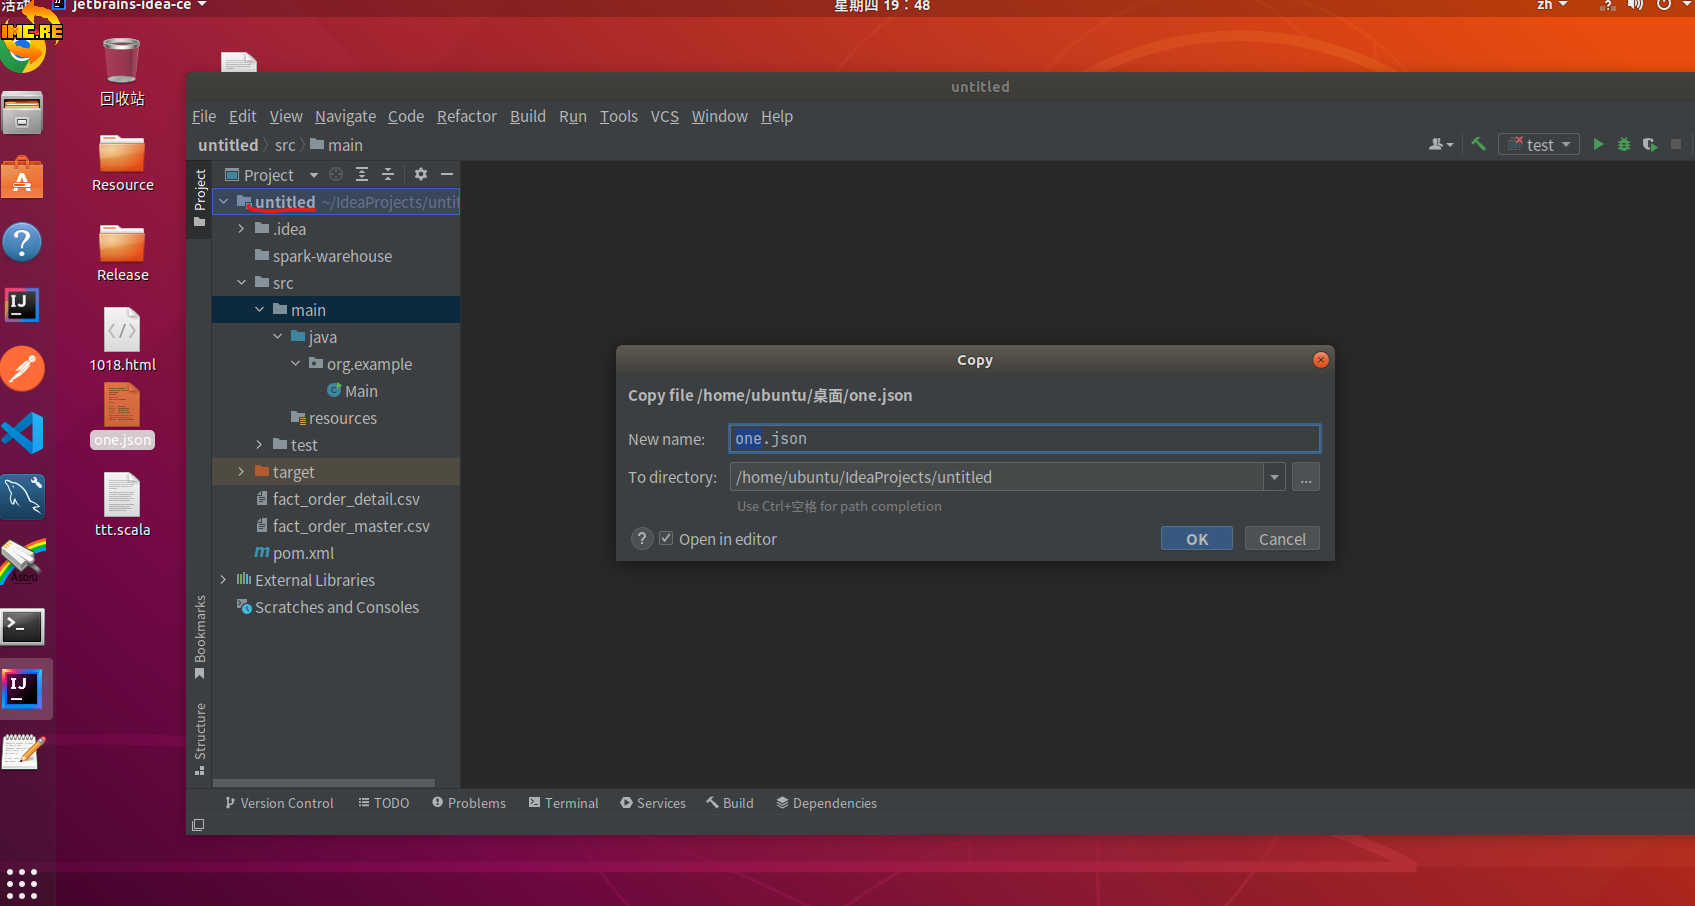 活动
jetbrains-idea-ce
星期四 19：48
zh
IMC.RE
回收站
Resource
Release
1018.html
one.json
ttt.scala
Asbru
untitled
File Edit View Navigate Code Refactor Build Run Tools VCS Window Help
untitled src main
test
Project
Project
untitled ~/IdeaProjects/untit
.idea
spark-warehouse
src
main
java
org.example
Main
resources
test
target
fact_order_detail.csv
fact_order_master.csv
pom.xml
External Libraries
Scratches and Consoles
Bookmarks
Structure
Copy
Copy file /home/ubuntu/桌面/one.json
New name: one.json
To directory: /home/ubuntu/IdeaProjects/untitled
...
Use Ctrl+空格 for path completion
? Open in editor
OK Cancel
Version Control TODO Problems Terminal Services Build Dependencies